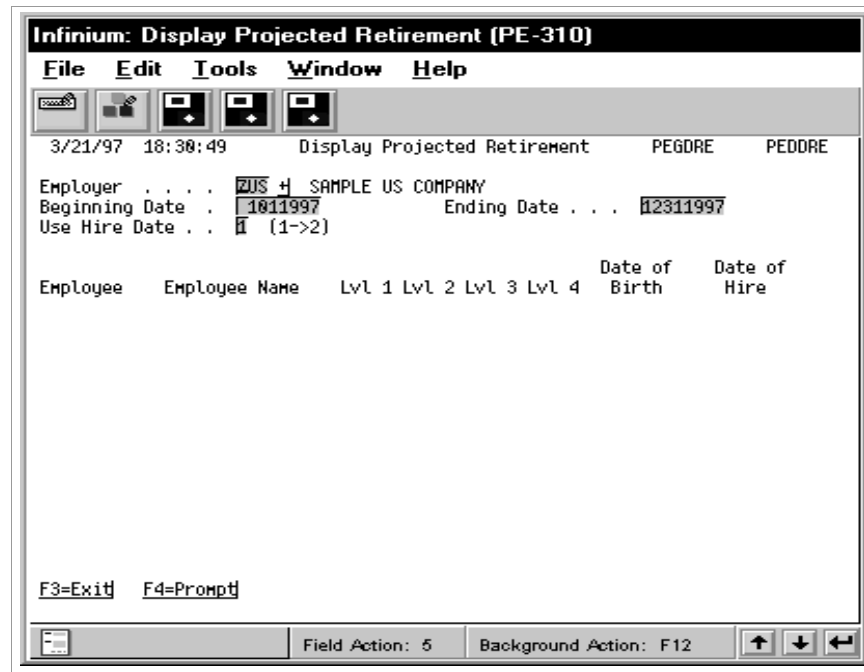 Infinium: Display Projected Retirement (PE-310)
File Edit Tools Window Help
3/21/97 18:30:49 Display Projected Retirement PEGDRE PEDDRE
Employer . . . . ZUS + SAMPLE US COMPANY
Beginning Date . 1011997 Ending Date . . . 12311997
Use Hire Date . . 1 (1->2)
Date of Date of
Employee Employee Name Lvl 1 Lvl 2 Lvl 3 Lvl 4 Birth Hire
F3=Exit F4=Prompt
Field Action: 5 Background Action: F12